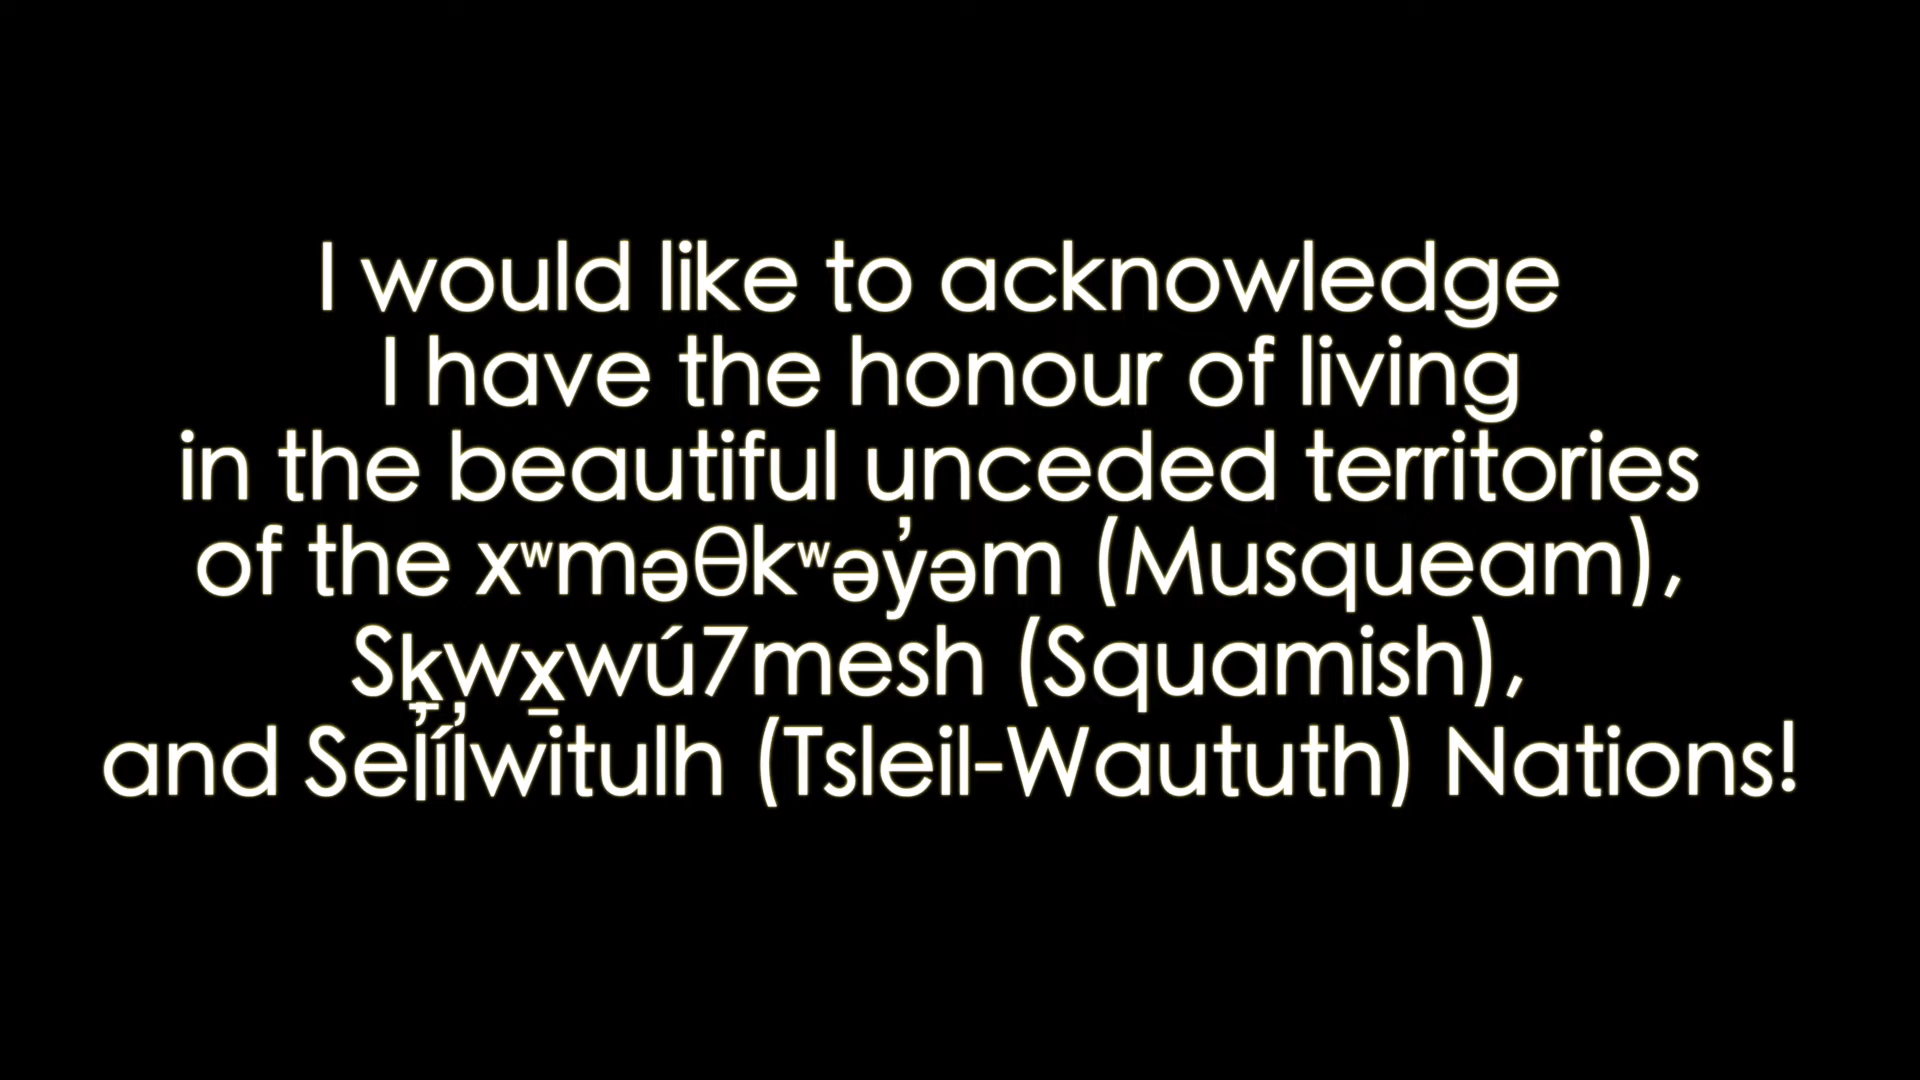 I would like to acknowledge
I have the honour of living
in the beautiful unceded territories
of the xʷməθkʷəy̓əm (Musqueam),
Sḵwx̱wú7mesh (Squamish),
and Sel̓íl̓witulh (Tsleil-Waututh) Nations!